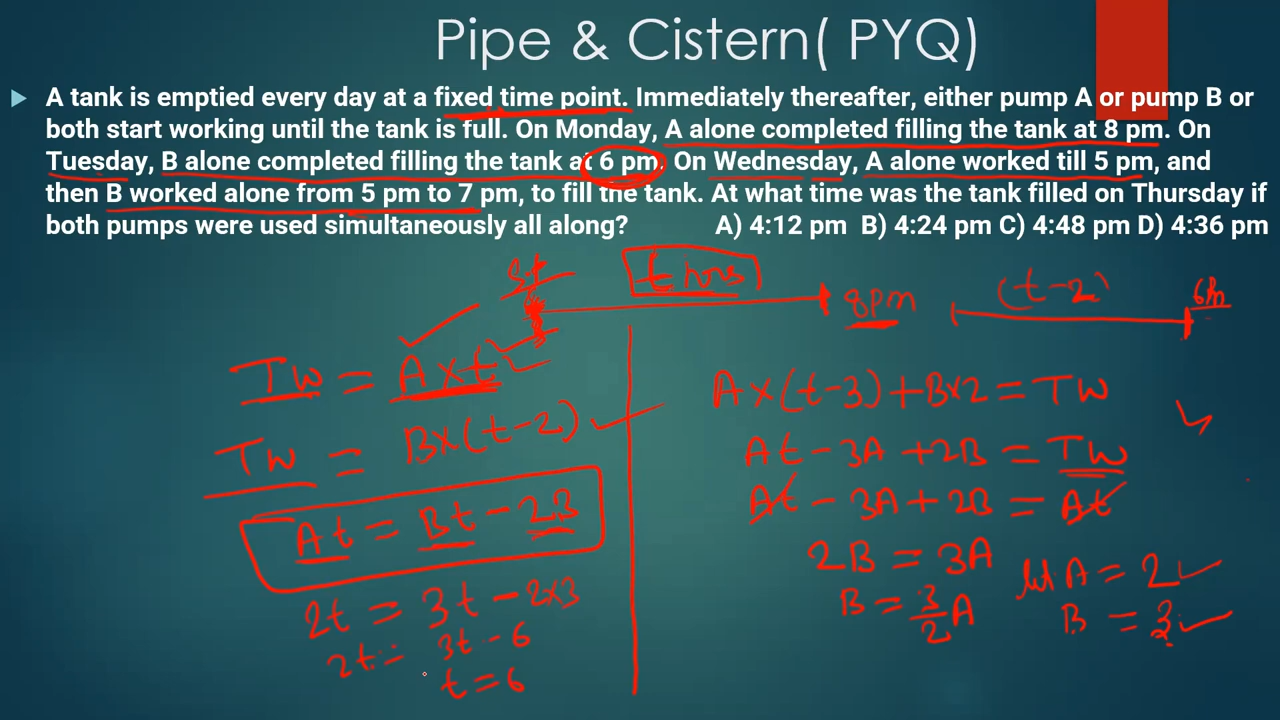 Pipe & Cistern( PYQ)
A tank is emptied every day at a fixed time point. Immediately thereafter, either pump A or pump B or
both start working until the tank is full. On Monday, A alone completed filling the tank at 8 pm. On
Tuesday, B alone completed filling the tank at 6 pm. On Wednesday, A alone worked till 5 pm, and
then B worked alone from 5 pm to 7 pm, to fill the tank. At what time was the tank filled on Thursday if
both pumps were used simultaneously all along? A) 4:12 pm B) 4:24 pm C) 4:48 pm D) 4:36 pm
t hrs
8pm
(t-2)
6Pm
TW = A×t
TW = B×(t-2)
At = Bt - 2B
2t = 3t - 2×3
2t = 3t - 6
t = 6
A×(t-3)+B×2 = TW
At - 3A + 2B = TW
At - 3A + 2B = At
2B = 3A
B = 3/2 A
let A = 2
B = 3